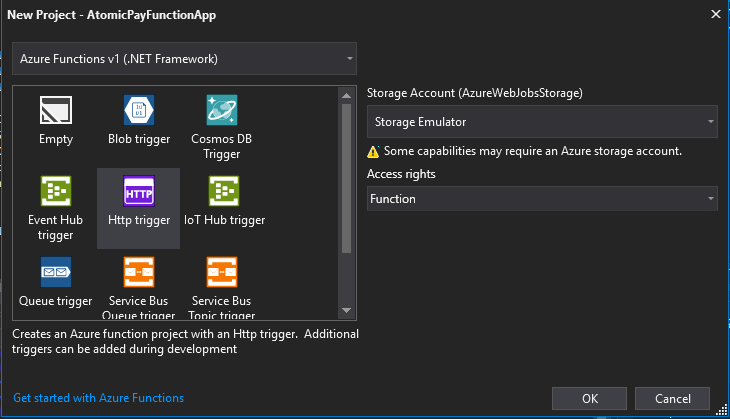 New Project - AtomicPayFunctionApp
Azure Functions v1 (.NET Framework)
Empty
Blob trigger
Cosmos DB
Trigger
Event Hub
trigger
HTTP
Http trigger
IoT Hub trigger
Queue trigger
Service Bus
Queue trigger
Service Bus
Topic trigger
Storage Account (AzureWebJobsStorage)
Storage Emulator
Some capabilities may require an Azure storage account.
Access rights
Function
Creates an Azure function project with an Http trigger. Additional
triggers can be added during development
Get started with Azure Functions
OK
Cancel